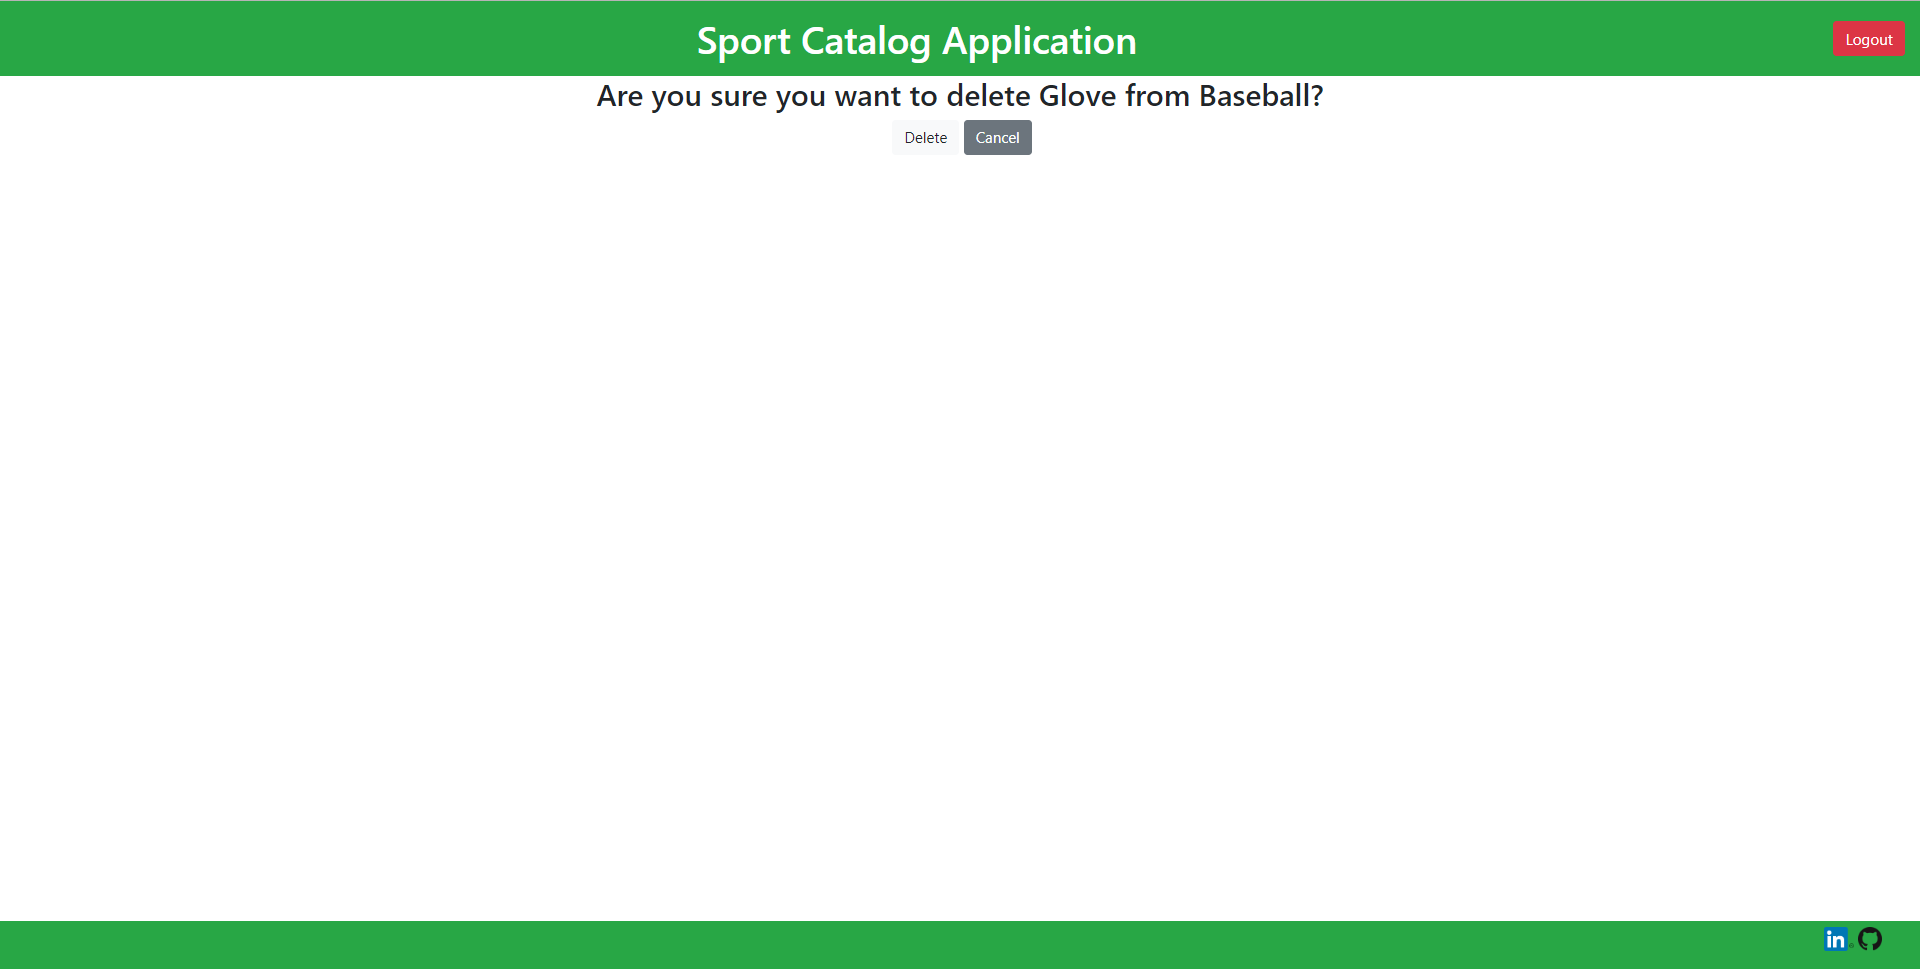 Sport Catalog Application
Logout
Are you sure you want to delete Glove from Baseball?
Delete
Cancel
in